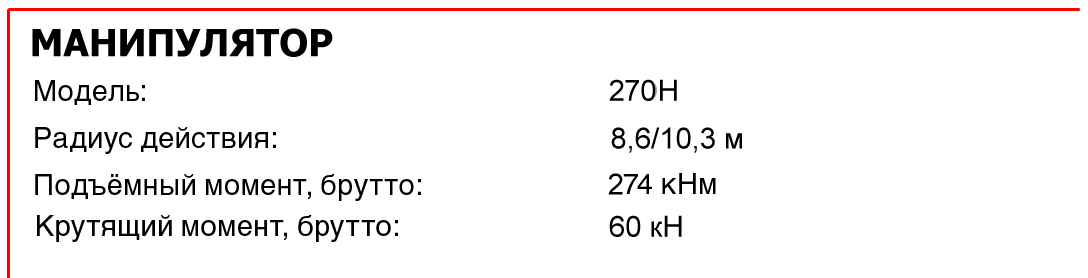 МАНИПУЛЯТОР
Модель: 270H
Радиус действия: 8,6/10,3 м
Подъёмный момент, брутто: 274 кНм
Крутящий момент, брутто: 60 кН